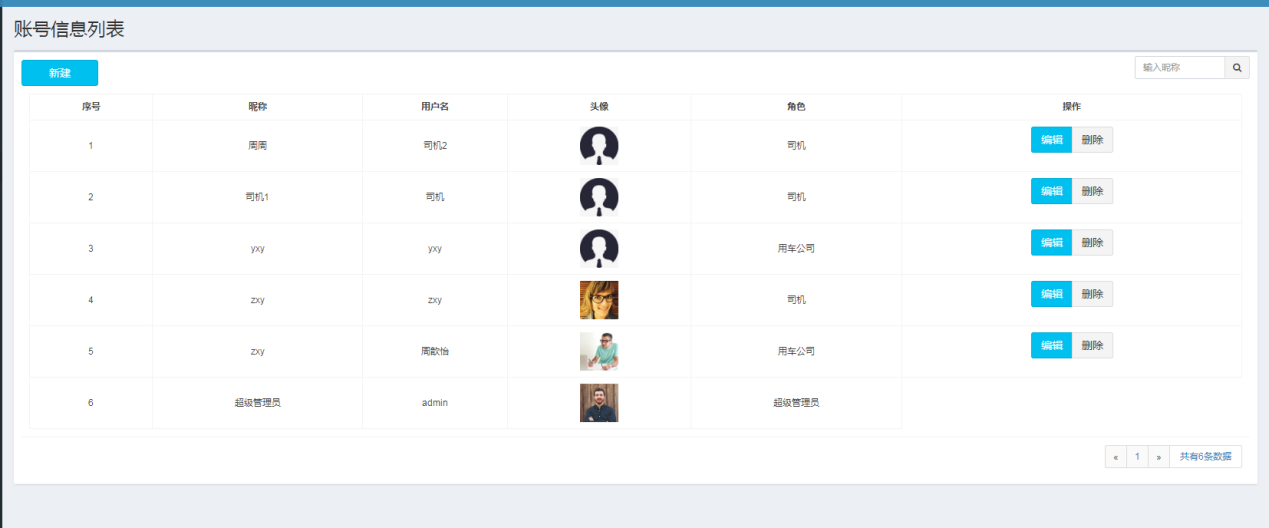 账号信息列表
新建
输入昵称
序号 昵称 用户名 头像 角色 操作
1 周周 司机2 司机 编辑 删除
2 司机1 司机 司机 编辑 删除
3 yxy yxy 用车公司 编辑 删除
4 zxy zxy 司机 编辑 删除
5 zxy 周歆怡 用车公司 编辑 删除
6 超级管理员 admin 超级管理员
« 1 » 共有6条数据